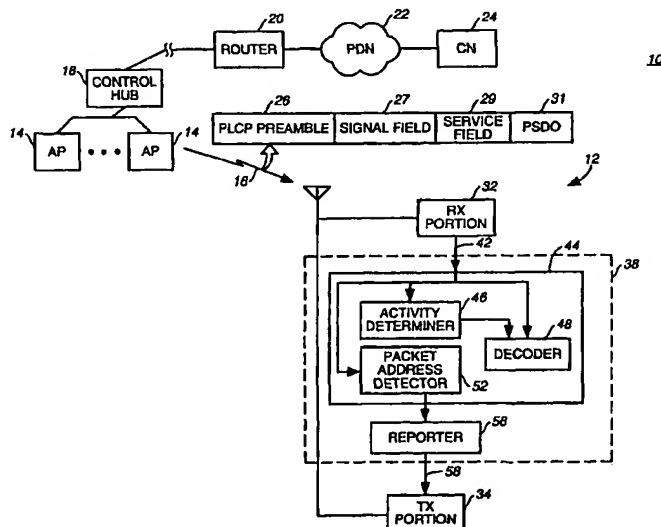 20
22
24
ROUTER
PDN
CN
10
18
CONTROL HUB
26
27
29
31
PLCP PREAMBLE
SIGNAL FIELD
SERVICE FIELD
PSDO
14
AP
AP
14
18
12
32
RX PORTION
42
44
38
ACTIVITY DETERMINER
46
48
DECODER
PACKET ADDRESS DETECTOR
52
58
REPORTER
58
34
TX PORTION